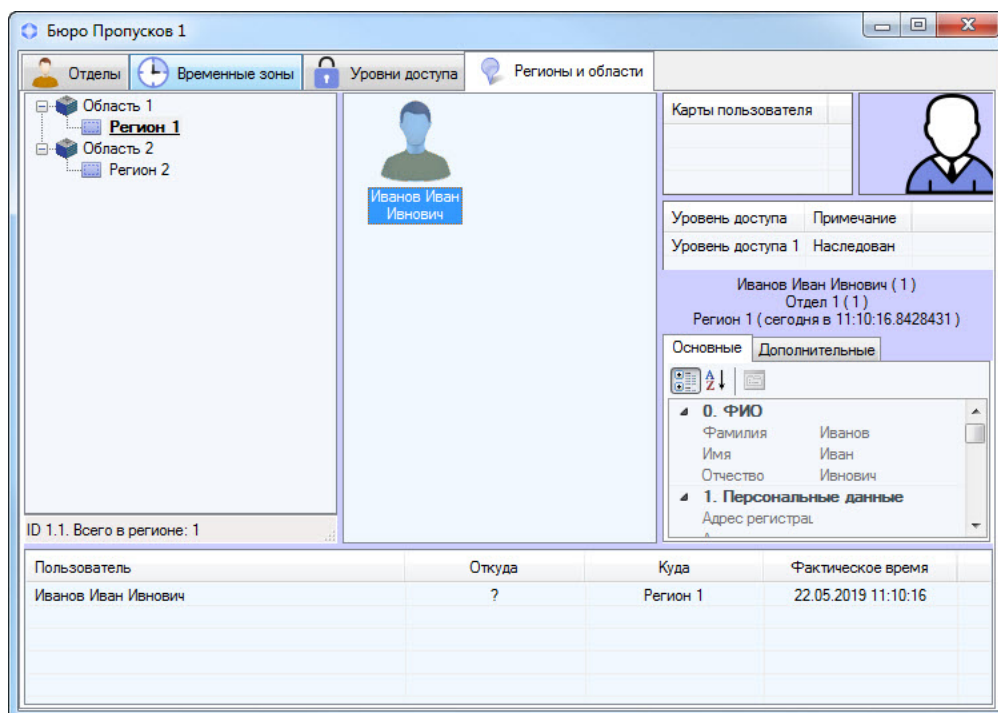 Бюро Пропусков 1
Отделы Временные зоны Уровни доступа Регионы и области
Область 1
Регион 1
Область 2
Регион 2
ID 1.1. Всего в регионе: 1
Иванов Иван
Ивнович
Карты пользователя
Уровень доступа Примечание
Уровень доступа 1 Наследован
Иванов Иван Ивнович ( 1 )
Отдел 1 ( 1 )
Регион 1 ( сегодня в 11:10:16.8428431 )
Основные Дополнительные
0. ФИО
Фамилия Иванов
Имя Иван
Отчество Ивнович
1. Персональные данные
Адрес регистрац
Пользователь Откуда Куда Фактическое время
Иванов Иван Ивнович ? Регион 1 22.05.2019 11:10:16